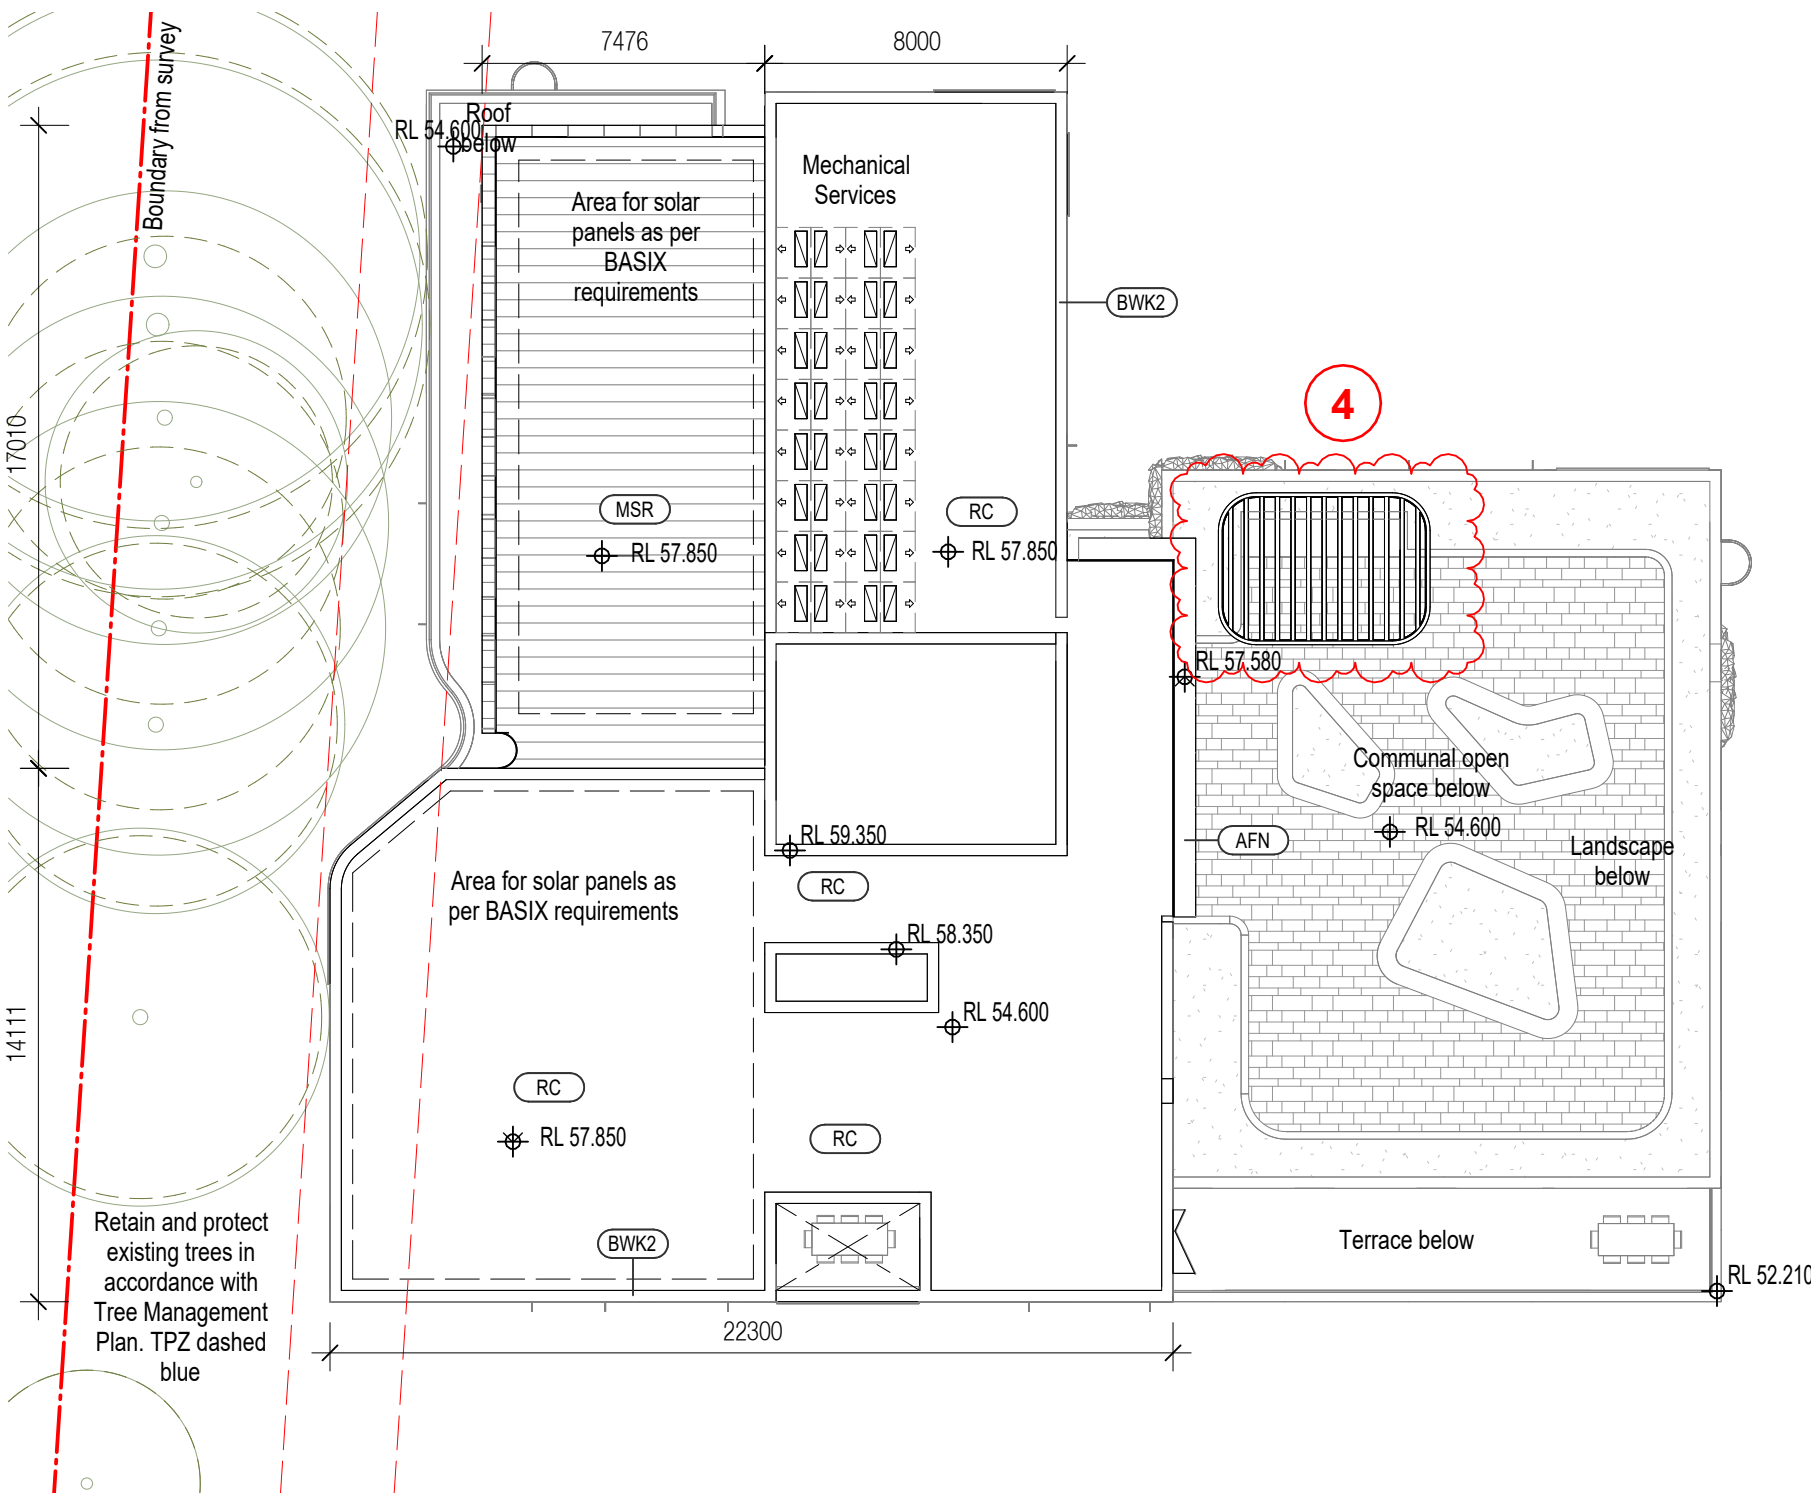 7476
8000
Boundary from survey
Roof
below
RL 54.600
Mechanical
Services
Area for solar
panels as per
BASIX
requirements
BWK2
4
17010
MSR
RL 57.850
RC
RL 57.850
RL 57.580
Communal open
space below
RL 54.600
AFN
Landscape
below
RL 59.350
RC
Area for solar panels as
per BASIX requirements
RL 58.350
RL 54.600
14111
RC
RL 57.850
RC
Retain and protect
existing trees in
accordance with
Tree Management
Plan. TPZ dashed
blue
BWK2
Terrace below
RL 52.210
22300